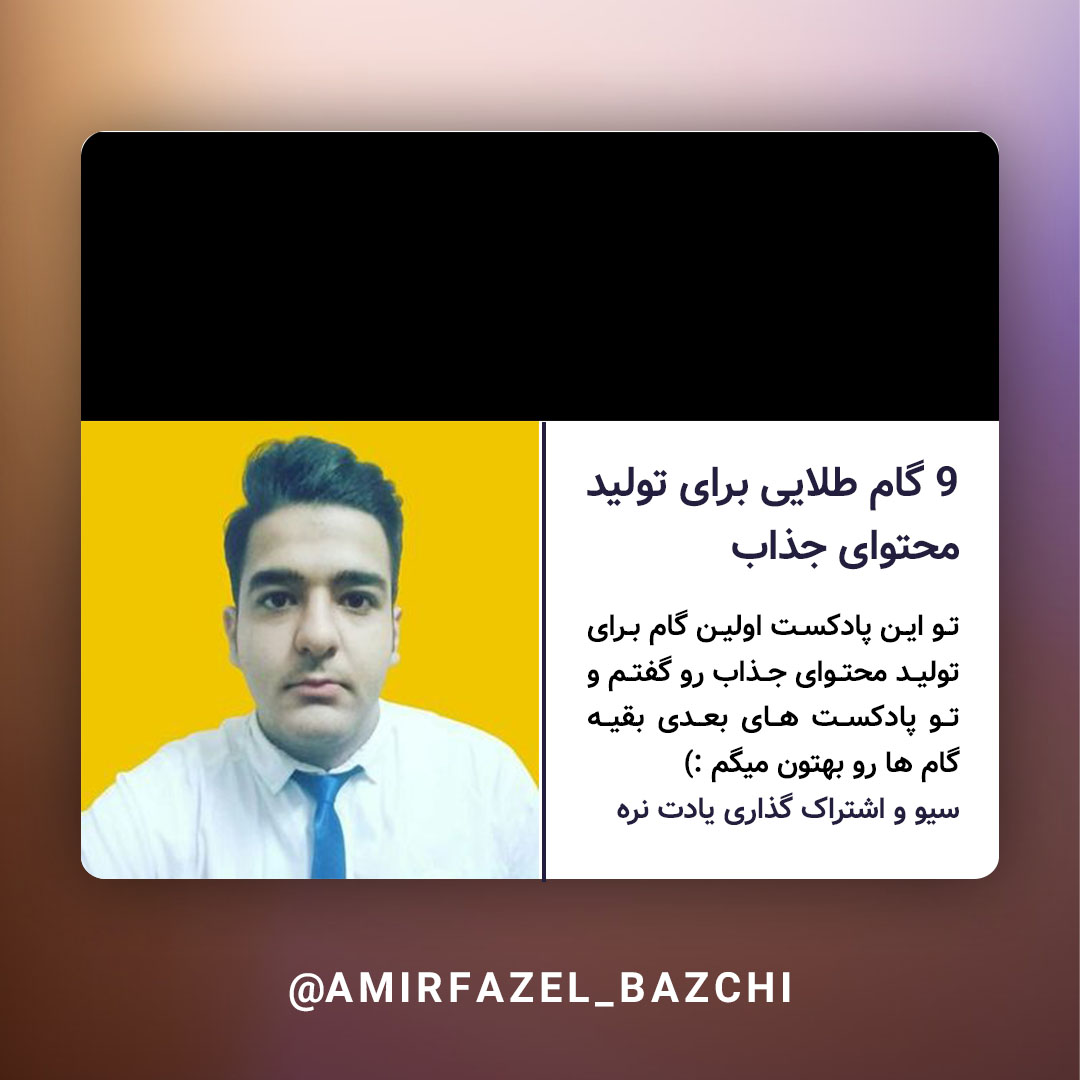 9 گام طلایی برای تولید
محتوای جذاب
تو این پادکست اولین گام برای
تولید محتوای جذاب رو گفتم و
تو پادکست های بعدی بقیه
گام ها رو بهتون میگم :)
سیو و اشتراک گذاری یادت نره
@AMIRFAZEL_BAZCHI